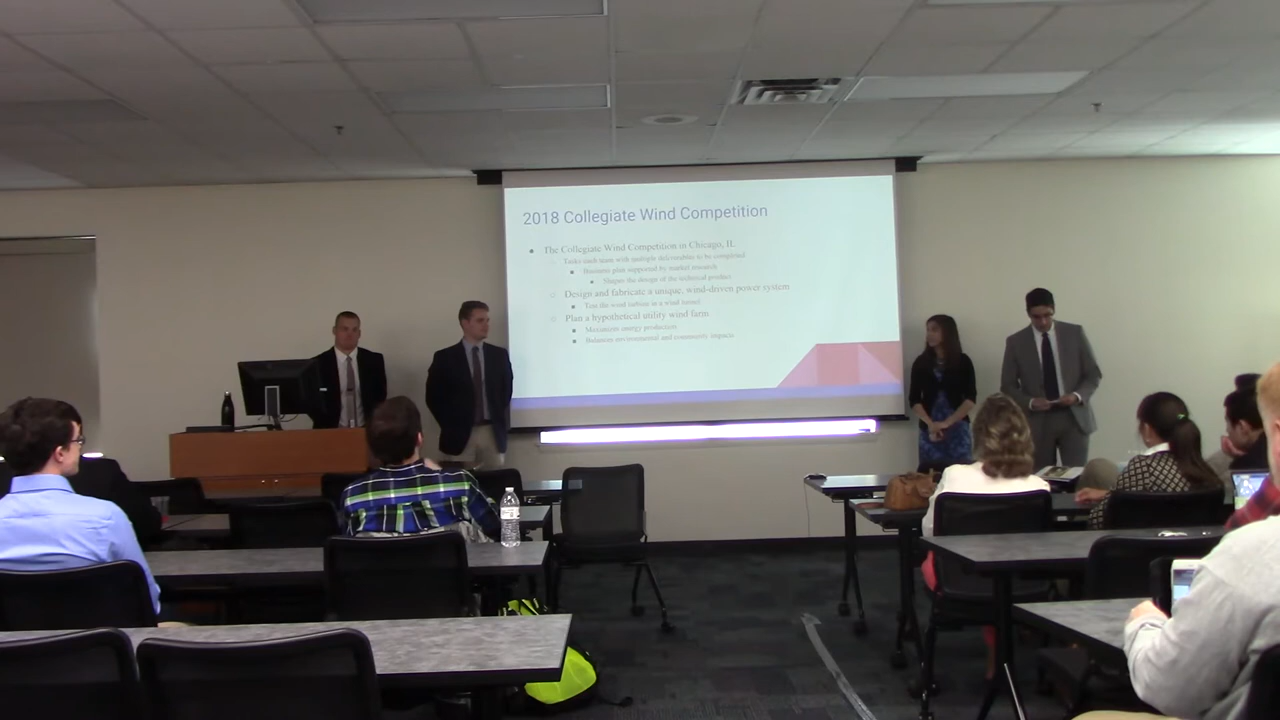 2018 Collegiate Wind Competition
The Collegiate Wind Competition in Chicago, IL
Tasks each team with multiple deliverables to be completed
Business plan supported by market research
Shapes the design of the technical product
Design and fabricate a unique, wind-driven power system
Test the wind turbine in a wind tunnel
Plan a hypothetical utility wind farm
Maximize energy production
Balance environmental and community impacts